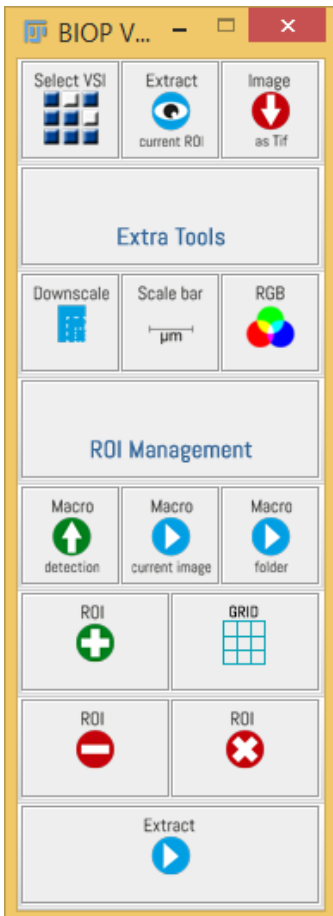 BIOP V...
Select VSI
Extract
current ROI
Image
as Tif
Extra Tools
Downscale
Scale bar
µm
RGB
ROI Management
Macro
detection
Macro
current image
Macro
folder
ROI
GRID
ROI
ROI
Extract